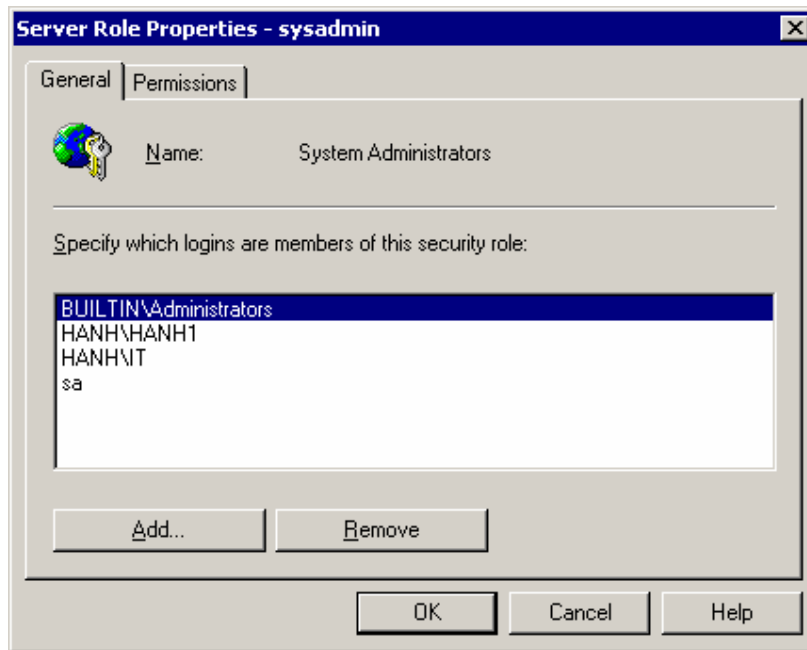 Server Role Properties - sysadmin
General Permissions
Name: System Administrators
Specify which logins are members of this security role:
BUILTIN\Administrators
HANH\HANH1
HANH\IT
sa
Add... Remove
OK Cancel Help